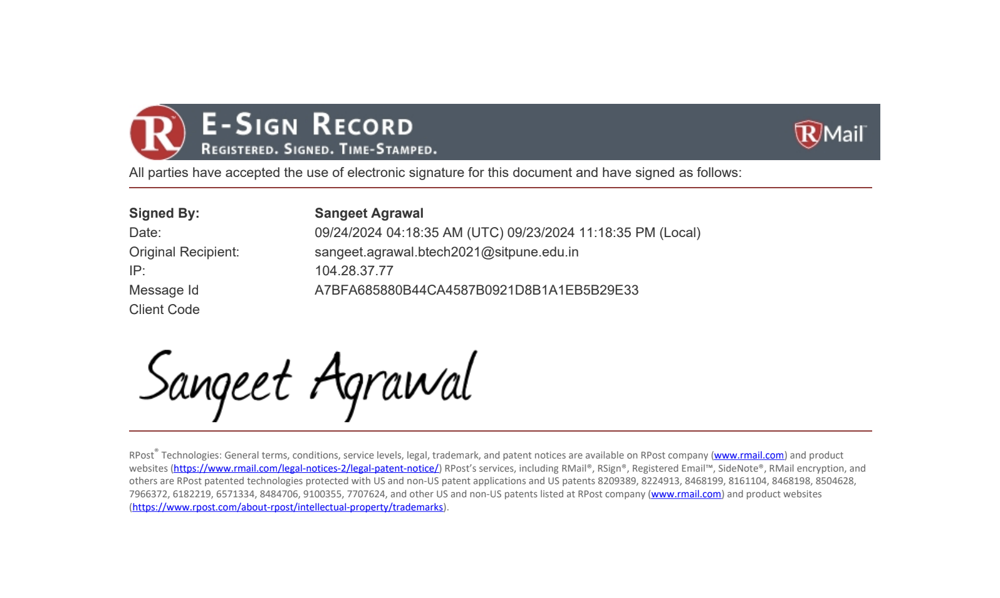 R™ E-SIGN RECORD
REGISTERED. SIGNED. TIME-STAMPED.
RMail™
All parties have accepted the use of electronic signature for this document and have signed as follows:
Signed By: Sangeet Agrawal
Date: 09/24/2024 04:18:35 AM (UTC) 09/23/2024 11:18:35 PM (Local)
Original Recipient: sangeet.agrawal.btech2021@sitpune.edu.in
IP: 104.28.37.77
Message Id A7BFA685880B44CA4587B0921D8B1A1EB5B29E33
Client Code
Sangeet Agrawal
RPost® Technologies: General terms, conditions, service levels, legal, trademark, and patent notices are available on RPost company (www.rmail.com) and product
websites (https://www.rmail.com/legal-notices-2/legal-patent-notice/) RPost’s services, including RMail®, RSign®, Registered Email™, SideNote®, RMail encryption, and
others are RPost patented technologies protected with US and non-US patent applications and US patents 8209389, 8224913, 8468199, 8161104, 8468198, 8504628,
7966372, 6182219, 6571334, 8484706, 9100355, 7707624, and other US and non-US patents listed at RPost company (www.rmail.com) and product websites
(https://www.rpost.com/about-rpost/intellectual-property/trademarks).